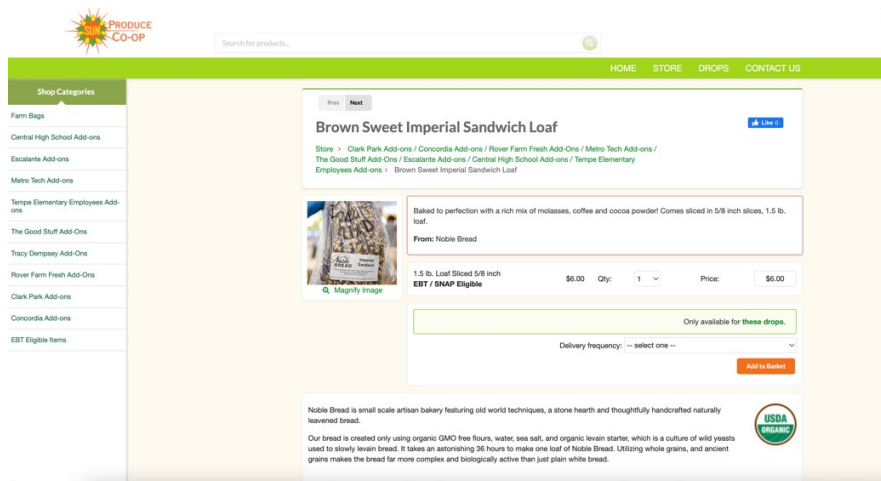 SUN PRODUCE
CO-OP
Search for products...
HOME STORE DROPS CONTACT US
Shop Categories
Farm Bags
Central High School Add-ons
Escalante Add-ons
Metro Tech Add-ons
Tempe Elementary Employees Add-
ons
The Good Stuff Add-Ons
Tracy Dempsey Add-Ons
Rover Farm Fresh Add-Ons
Clark Park Add-ons
Concordia Add-ons
EBT Eligible Items
Prev Next
Brown Sweet Imperial Sandwich Loaf
Like 0
Store > Clark Park Add-ons / Concordia Add-ons / Rover Farm Fresh Add-Ons / Metro Tech Add-ons /
The Good Stuff Add-Ons / Escalante Add-ons / Central High School Add-ons / Tempe Elementary
Employees Add-ons > Brown Sweet Imperial Sandwich Loaf
Noble Imperial
BREAD Sandwich
Magnify Image
Baked to perfection with a rich mix of molasses, coffee and cocoa powder! Comes sliced in 5/8 inch slices, 1.5 lb.
loaf.
From: Noble Bread
1.5 lb. Loaf Sliced 5/8 inch
EBT / SNAP Eligible
$6.00 Qty: 1 Price: $6.00
Only available for these drops.
Delivery frequency: -- select one --
Add to Basket
Noble Bread is small scale artisan bakery featuring old world techniques, a stone hearth and thoughtfully handcrafted naturally
leavened bread.
Our bread is created only using organic GMO free flours, water, sea salt, and organic levain starter, which is a culture of wild yeasts
used to slowly levain bread. It takes an astonishing 36 hours to make one loaf of Noble Bread. Utilizing whole grains, and ancient
grains makes the bread far more complex and biologically active than just plain white bread.
USDA
ORGANIC